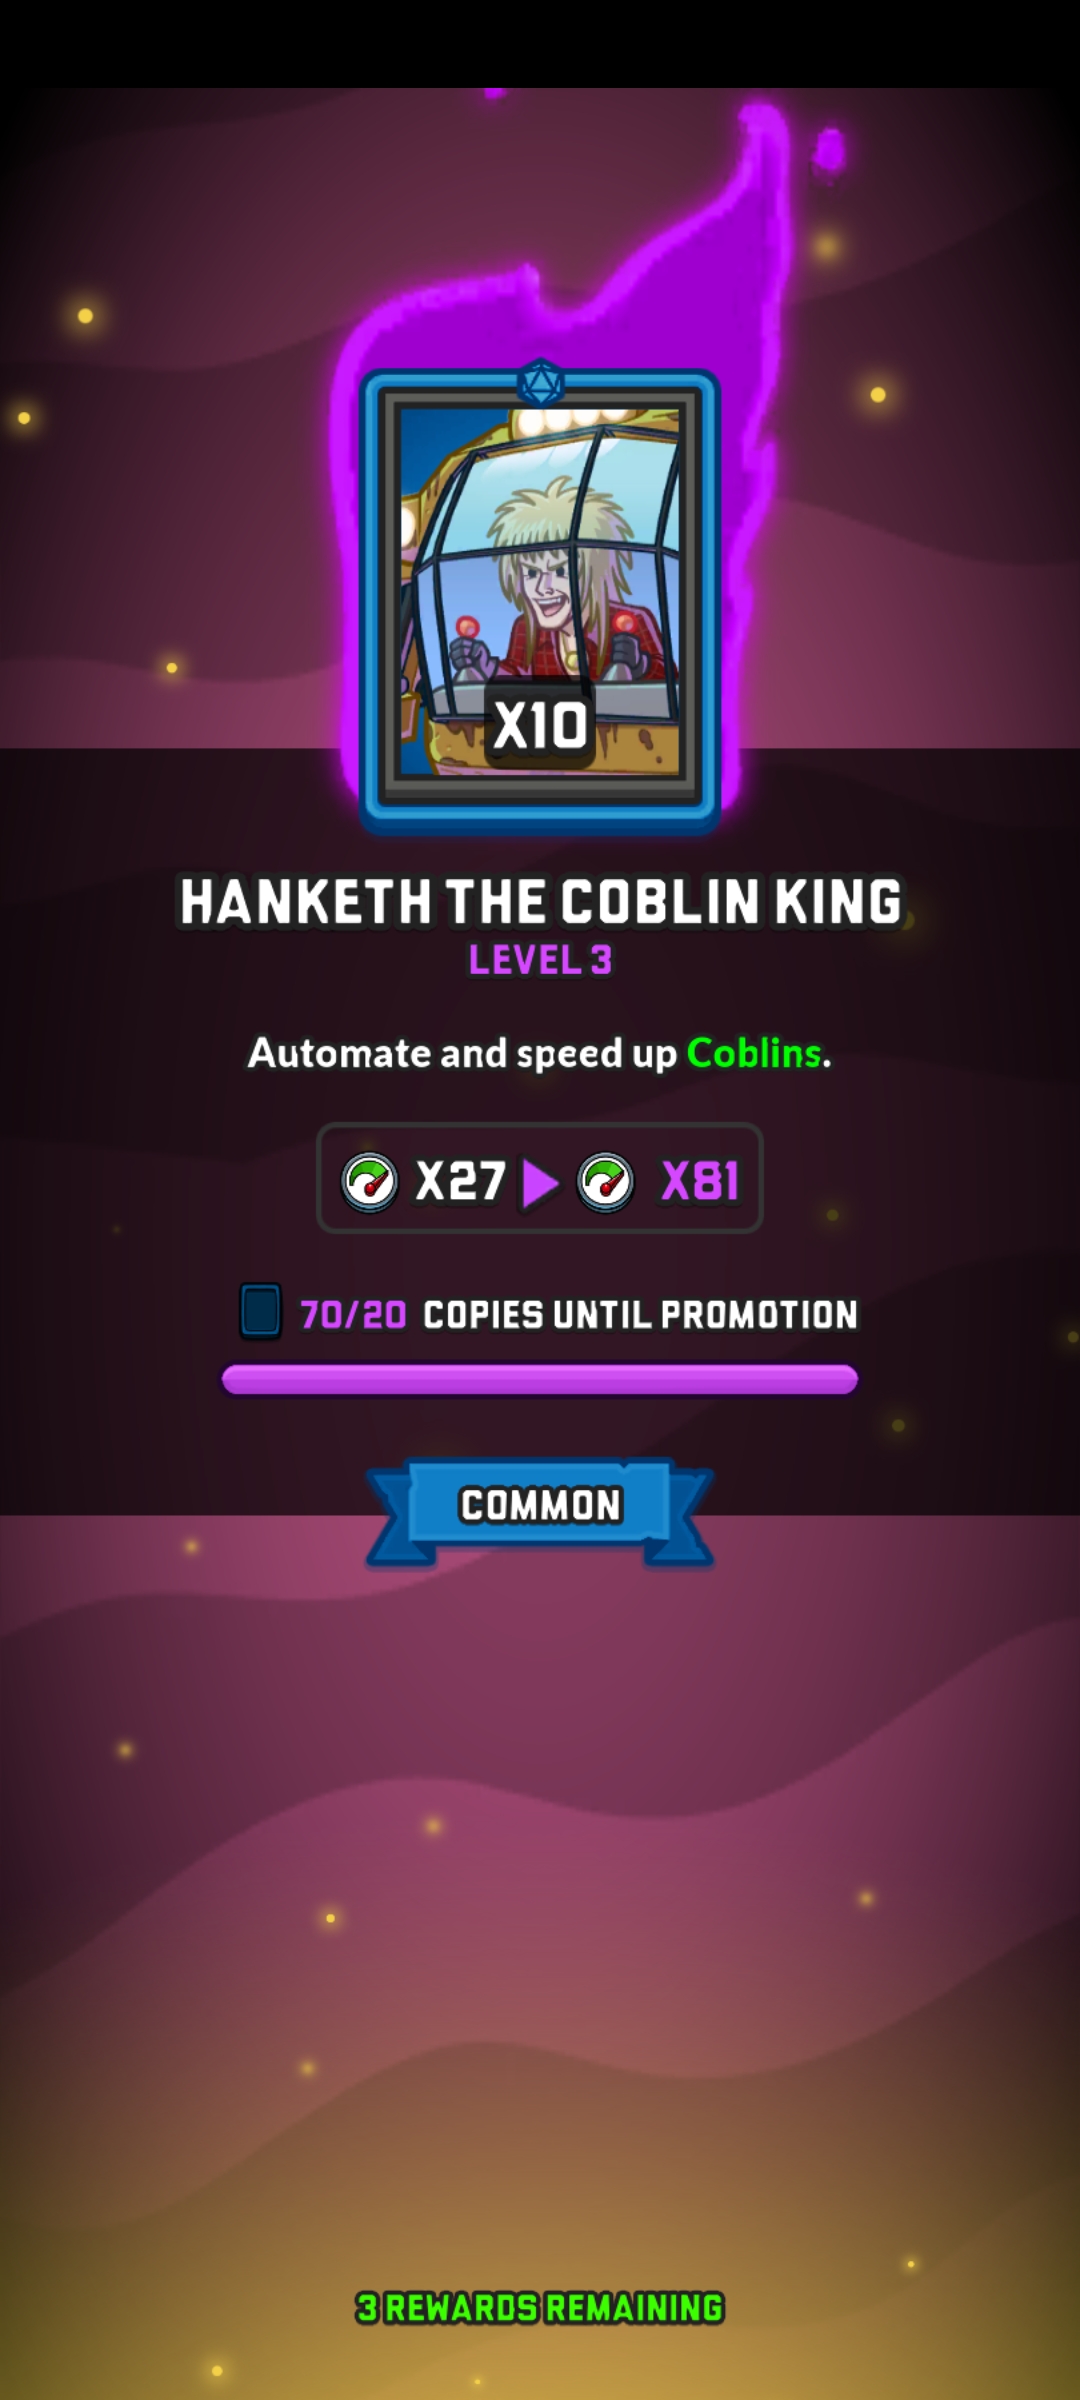 X10
HANKETH THE COBLIN KING
LEVEL 3
Automate and speed up Coblins.
X27 X81
70/20 COPIES UNTIL PROMOTION
COMMON
3 REWARDS REMAINING